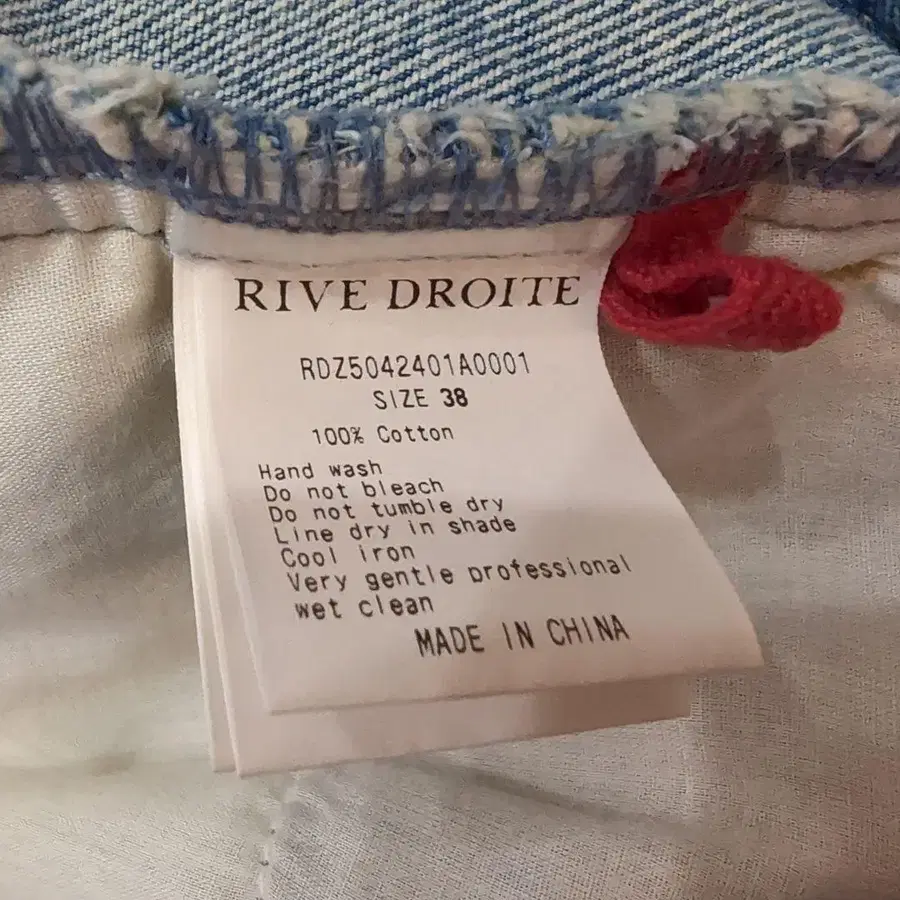 RIVE DROITE
RDZ5042401A0001
SIZE 38
100% Cotton
Hand wash
Do not bleach
Do not tumble dry
Line dry in shade
Cool iron
Very gentle professional
wet clean
MADE IN CHINA